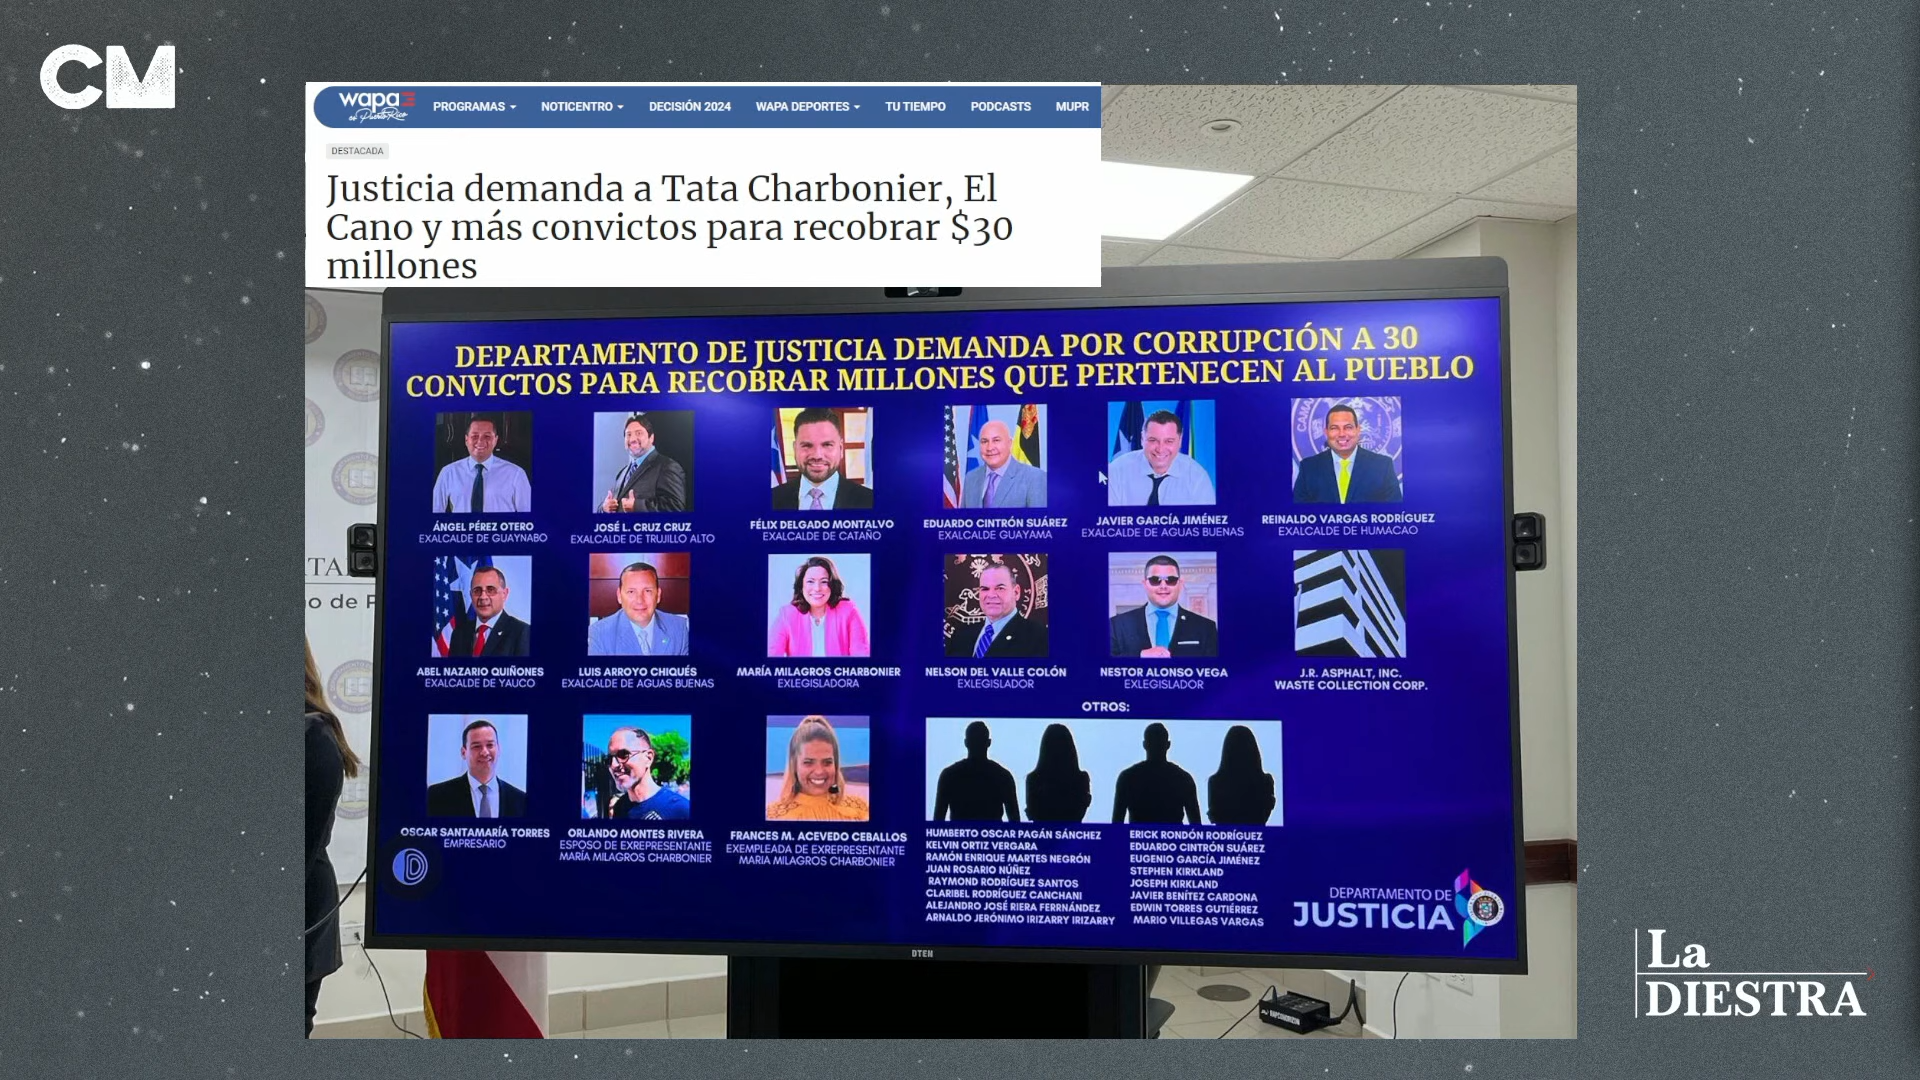 CM
wapa
es Puerto Rico
PROGRAMAS NOTICENTRO DECISIÓN 2024 WAPA DEPORTES TU TIEMPO PODCASTS MUPR
DESTACADA
Justicia demanda a Tata Charbonier, El
Cano y más convictos para recobrar $30
millones
DEPARTAMENTO DE JUSTICIA DEMANDA POR CORRUPCIÓN A 30
CONVICTOS PARA RECOBRAR MILLONES QUE PERTENECEN AL PUEBLO
ÁNGEL PÉREZ OTERO
EXALCALDE DE GUAYNABO
JOSÉ L. CRUZ CRUZ
EXALCALDE DE TRUJILLO ALTO
FÉLIX DELGADO MONTALVO
EXALCALDE DE CATAÑO
EDUARDO CINTRÓN SUÁREZ
EXALCALDE GUAYAMA
JAVIER GARCÍA JIMÉNEZ
EXALCALDE DE AGUAS BUENAS
REINALDO VARGAS RODRÍGUEZ
EXALCALDE DE HUMACAO
ABEL NAZARIO QUIÑONES
EXALCALDE DE YAUCO
LUIS ARROYO CHIQUÉS
EXALCALDE DE AGUAS BUENAS
MARÍA MILAGROS CHARBONIER
EXLEGISLADORA
NELSON DEL VALLE COLÓN
EXLEGISLADOR
NESTOR ALONSO VEGA
EXLEGISLADOR
J.R. ASPHALT, INC.
WASTE COLLECTION CORP.
OSCAR SANTAMARÍA TORRES
EMPRESARIO
ORLANDO MONTES RIVERA
ESPOSO DE EXREPRESENTANTE
MARÍA MILAGROS CHARBONIER
FRANCES M. ACEVEDO CEBALLOS
EXEMPLEADA DE EXREPRESENTANTE
MARIA MILAGROS CHARBONIER
OTROS:
HUMBERTO OSCAR PAGÁN SÁNCHEZ
KELVIN ORTIZ VERGARA
RAMÓN ENRIQUE MARTES NEGRÓN
JUAN ROSARIO NÚÑEZ
RAYMOND RODRÍGUEZ SANTOS
CLARIBEL RODRÍGUEZ CANCHANI
ALEJANDRO JOSÉ RIERA FERRNÁNDEZ
ARNALDO JERÓNIMO IRIZARRY IRIZARRY
ERICK RONDÓN RODRÍGUEZ
EDUARDO CINTRÓN SUÁREZ
EUGENIO GARCÍA JIMÉNEZ
STEPHEN KIRKLAND
JOSEPH KIRKLAND
JAVIER BENÍTEZ CARDONA
EDWIN TORRES GUTIÉRREZ
MARIO VILLEGAS VARGAS
DEPARTAMENTO DE
JUSTICIA
D
DTEN
La
DIESTRA